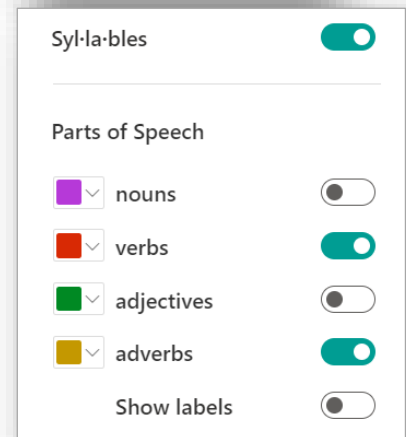 Syl·la·bles
Parts of Speech
nouns
verbs
adjectives
adverbs
Show labels